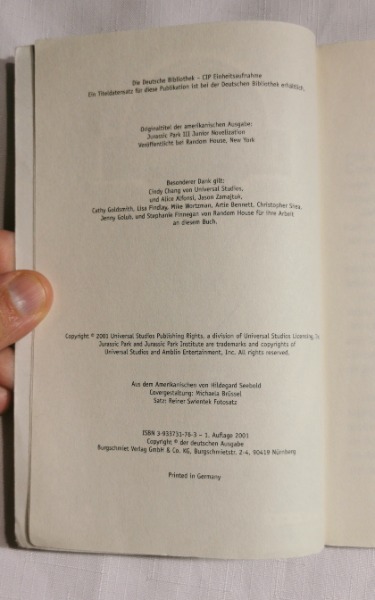 Die Deutsche Bibliothek – CIP Einheitsaufnahme
Ein Titeldatensatz für diese Publikation ist bei der Deutschen Bibliothek erhältlich.
Originaltitel der amerikanischen Ausgabe:
Jurassic Park III Junior Novelization
Veröffentlicht bei Random House, New York
Besonderer Dank gilt:
Cindy Chang von Universal Studios,
und Alice Alfonsi, Jason Zamajtuk,
Cathy Goldsmith, Lisa Findlay, Mike Wortzman, Artie Bennett, Christopher Shea,
Jenny Golub, und Stephanie Finnegan von Random House für ihre Arbeit
an diesem Buch.
Copyright © 2001 Universal Studios Publishing Rights, a division of Universal Studios Licensing,
Jurassic Park and Jurassic Park Institute are trademarks and copyrights of
Universal Studios and Amblin Entertainment, Inc. All rights reserved.
Aus dem Amerikanischen von Hildegard Seebold
Covergestaltung: Michaela Brüssel
Satz: Reiner Swientek Fotosatz
ISBN 3-933731-78-3 – 1. Auflage 2001
Copyright © der deutschen Ausgabe
Burgschmiet Verlag GmbH & Co. KG, Burgschmietstr. 2-4, 90419 Nürnberg
Printed in Germany